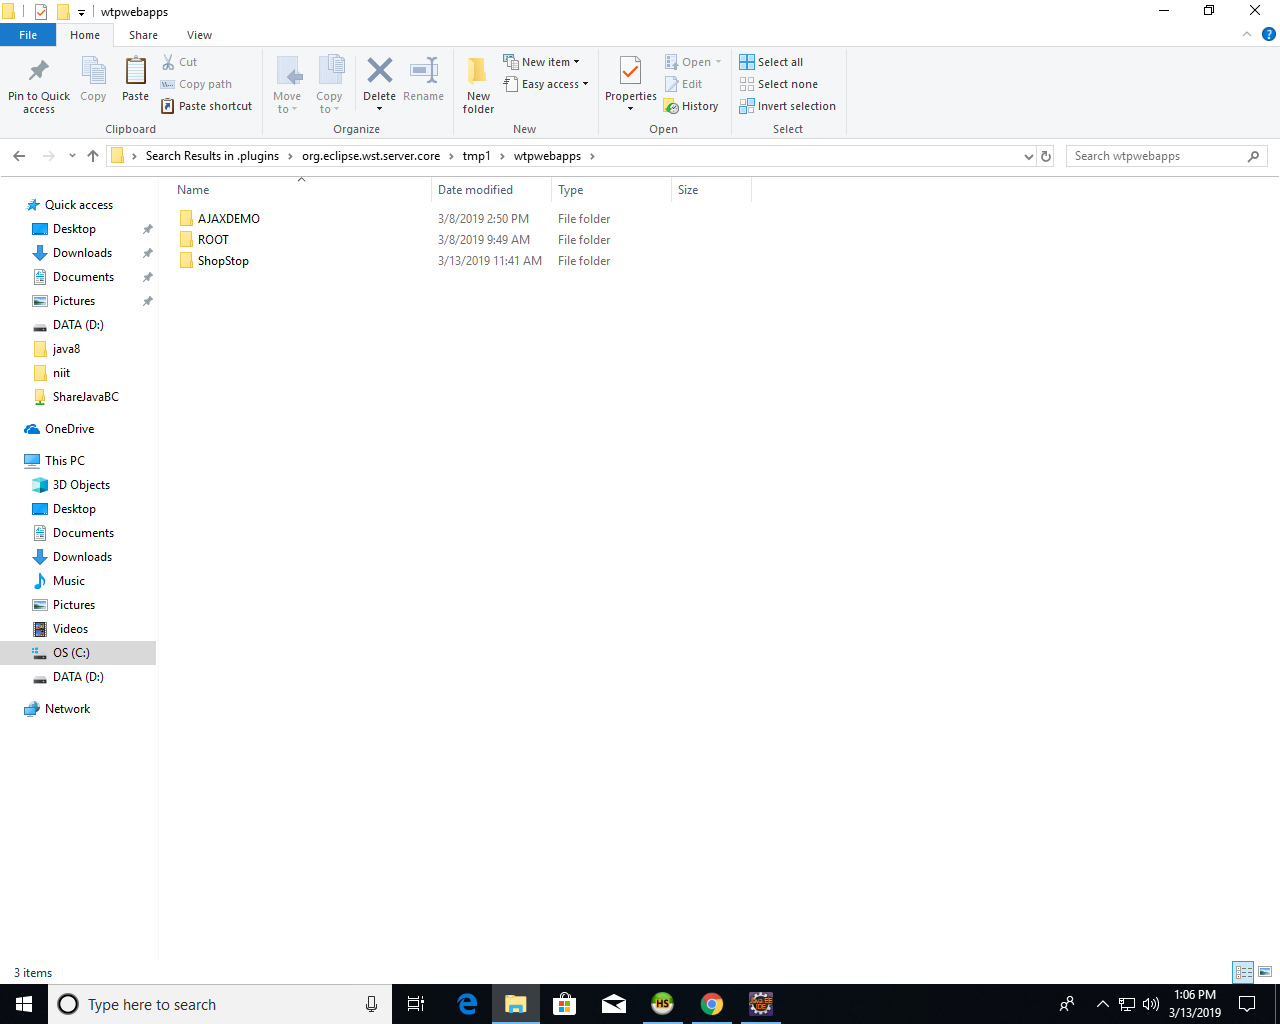 wtpwebapps
File
Home
Share
View
Pin to Quick access
Copy
Paste
Cut
Copy path
Paste shortcut
Clipboard
Move to
Copy to
Delete
Rename
Organize
New folder
New item
Easy access
New
Properties
Open
Edit
History
Open
Select all
Select none
Invert selection
Select
Search Results in .plugins
org.eclipse.wst.server.core
tmp1
wtpwebapps
Search wtpwebapps
Name
Date modified
Type
Size
AJAXDEMO
3/8/2019 2:50 PM
File folder
ROOT
3/8/2019 9:49 AM
File folder
ShopStop
3/13/2019 11:41 AM
File folder
Quick access
Desktop
Downloads
Documents
Pictures
DATA (D:)
java8
niit
ShareJavaBC
OneDrive
This PC
3D Objects
Desktop
Documents
Downloads
Music
Pictures
Videos
OS (C:)
DATA (D:)
Network
3 items
Type here to search
HS
1:06 PM
3/13/2019